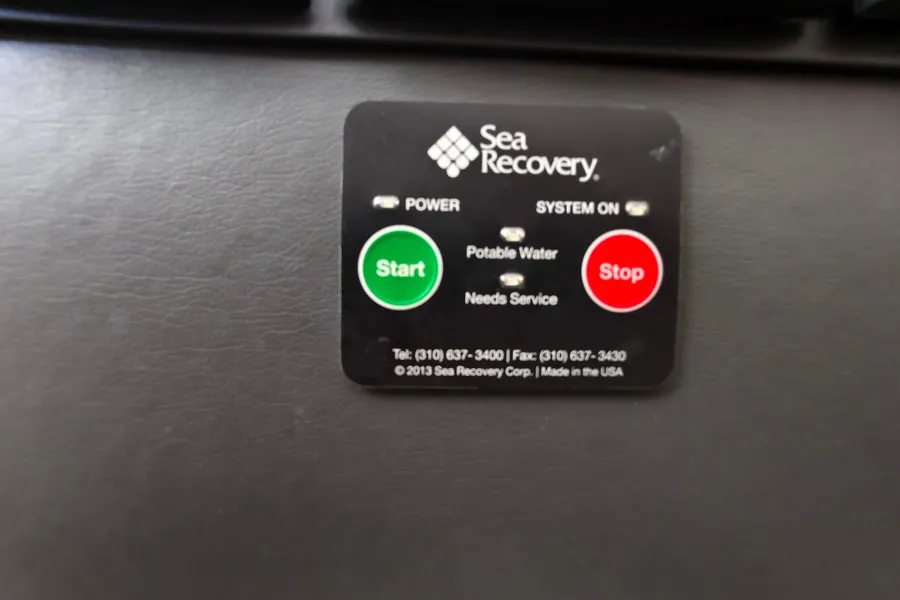 Sea
Recovery®
POWER
SYSTEM ON
Potable Water
Start
Stop
Needs Service
Tel: (310) 637- 3400 | Fax: (310) 637- 3430
© 2013 Sea Recovery Corp. | Made in the USA